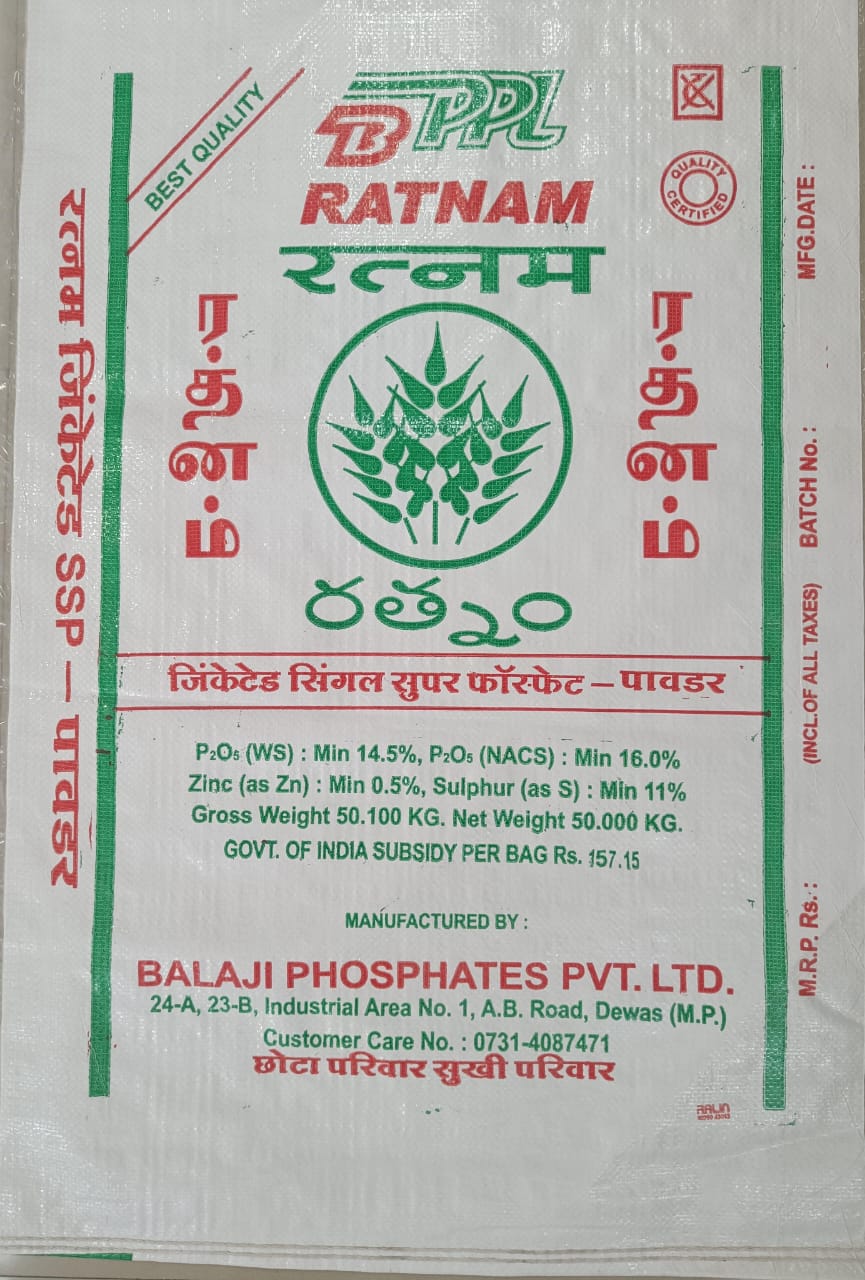 BEST QUALITY
BPPL
RATNAM
रत्नम
QUALITY CERTIFIED
రత్నం
जिंकेटेड सिंगल सुपर फॉस्फेट – पावडर
P₂O₅ (WS) : Min 14.5%, P₂O₅ (NACS) : Min 16.0%
Zinc (as Zn) : Min 0.5%, Sulphur (as S) : Min 11%
Gross Weight 50.100 KG. Net Weight 50.000 KG.
GOVT. OF INDIA SUBSIDY PER BAG Rs. 157.15
MANUFACTURED BY :
BALAJI PHOSPHATES PVT. LTD.
24-A, 23-B, Industrial Area No. 1, A.B. Road, Dewas (M.P.)
Customer Care No. : 0731-4087471
छोटा परिवार सुखी परिवार
रत्नम जिंकेटेड SSP – पावडर
M.R.P. Rs. : (INCL.OF ALL TAXES) BATCH No. : MFG.DATE :
RALIN